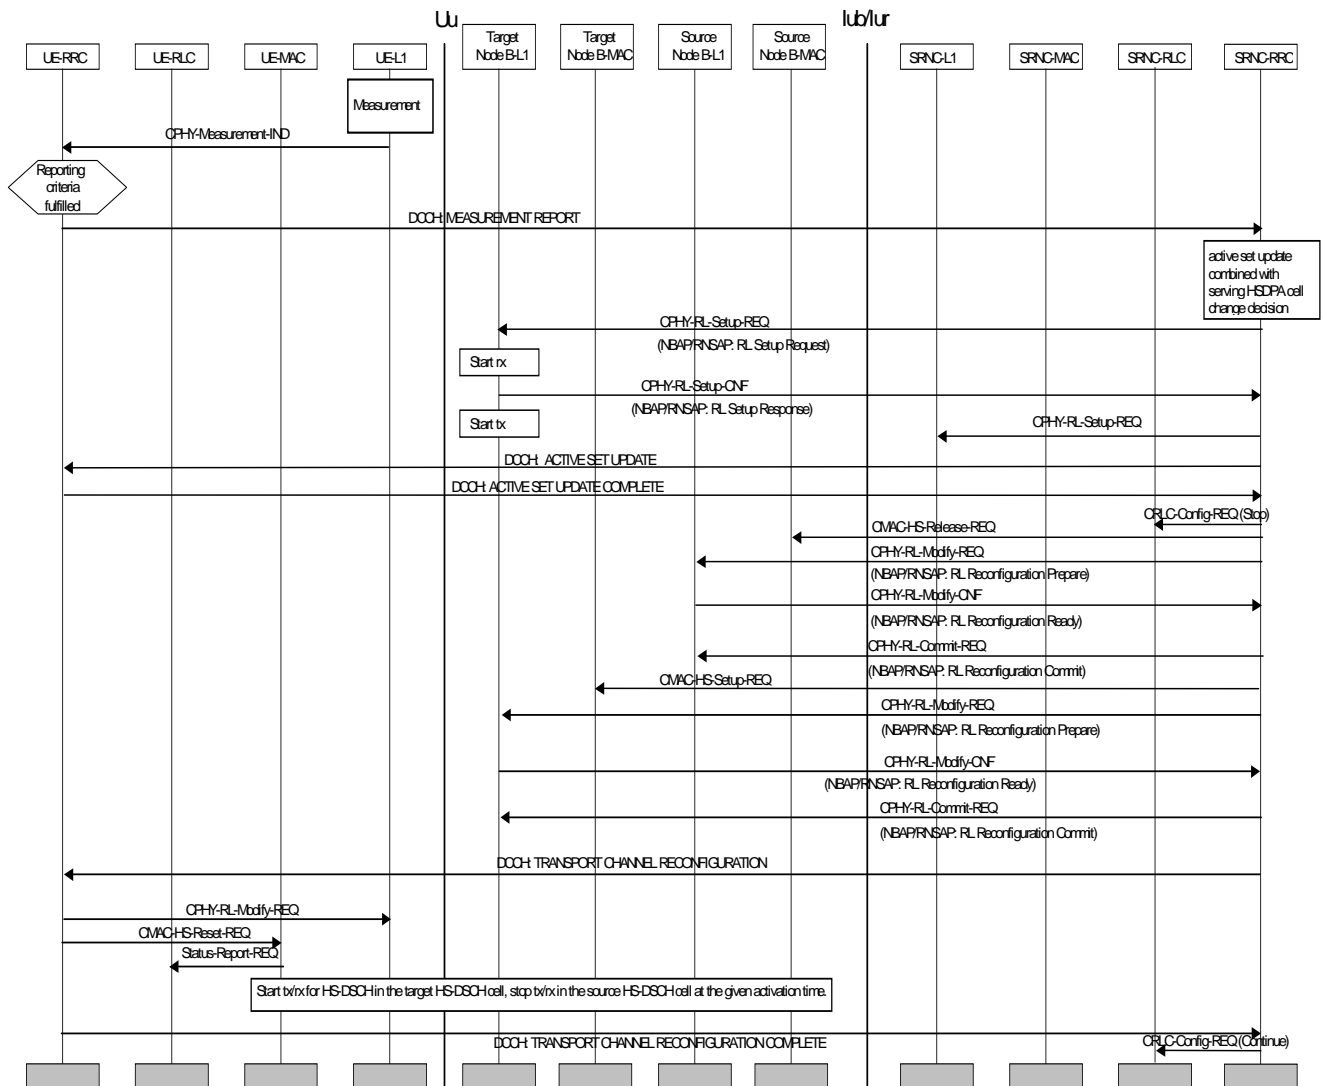 Uu
Iub/Iur
UE-RRC
UE-RLC
UE-MAC
UE-L1
Target
Node B-L1
Target
Node B-MAC
Source
Node B-L1
Source
Node B-MAC
SRNC-L1
SRNC-MAC
SRNC-RLC
SRNC-RRC
Measurement
CPHY-Measurement-IND
Reporting
criteria
fulfilled
DCCH: MEASUREMENT REPORT
active set update
combined with
serving HSDPA cell
change decision
CPHY-RL-Setup-REQ
(NBAP/RNSAP: RL Setup Request)
Start rx
CPHY-RL-Setup-CNF
(NBAP/RNSAP: RL Setup Response)
Start tx
CPHY-RL-Setup-REQ
DCCH: ACTIVE SET UPDATE
DCCH: ACTIVE SET UPDATE COMPLETE
CRLC-Config-REQ (Stop)
CMAC-HS-Release-REQ
CPHY-RL-Modify-REQ
(NBAP/RNSAP: RL Reconfiguration Prepare)
CPHY-RL-Modify-CNF
(NBAP/RNSAP: RL Reconfiguration Ready)
CPHY-RL-Commit-REQ
(NBAP/RNSAP: RL Reconfiguration Commit)
CMAC-HS-Setup-REQ
CPHY-RL-Modify-REQ
(NBAP/RNSAP: RL Reconfiguration Prepare)
CPHY-RL-Modify-CNF
(NBAP/RNSAP: RL Reconfiguration Ready)
CPHY-RL-Commit-REQ
(NBAP/RNSAP: RL Reconfiguration Commit)
DCCH: TRANSPORT CHANNEL RECONFIGURATION
CPHY-RL-Modify-REQ
CMAC-HS-Reset-REQ
Status-Report-REQ
Start tx/rx for HS-DSCH in the target HS-DSCH cell, stop tx/rx in the source HS-DSCH cell at the given activation time.
DCCH: TRANSPORT CHANNEL RECONFIGURATION COMPLETE
CRLC-Config-REQ (Continue)